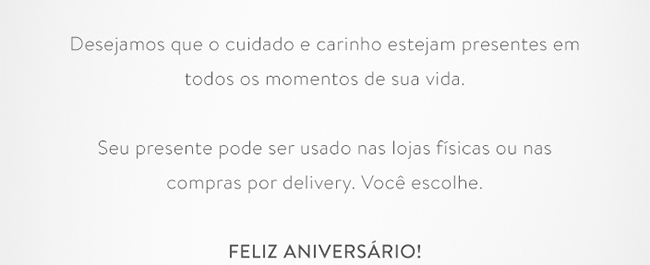 Desejamos que o cuidado e carinho estejam presentes em
todos os momentos de sua vida.
Seu presente pode ser usado nas lojas físicas ou nas
compras por delivery. Você escolhe.
FELIZ ANIVERSÁRIO!